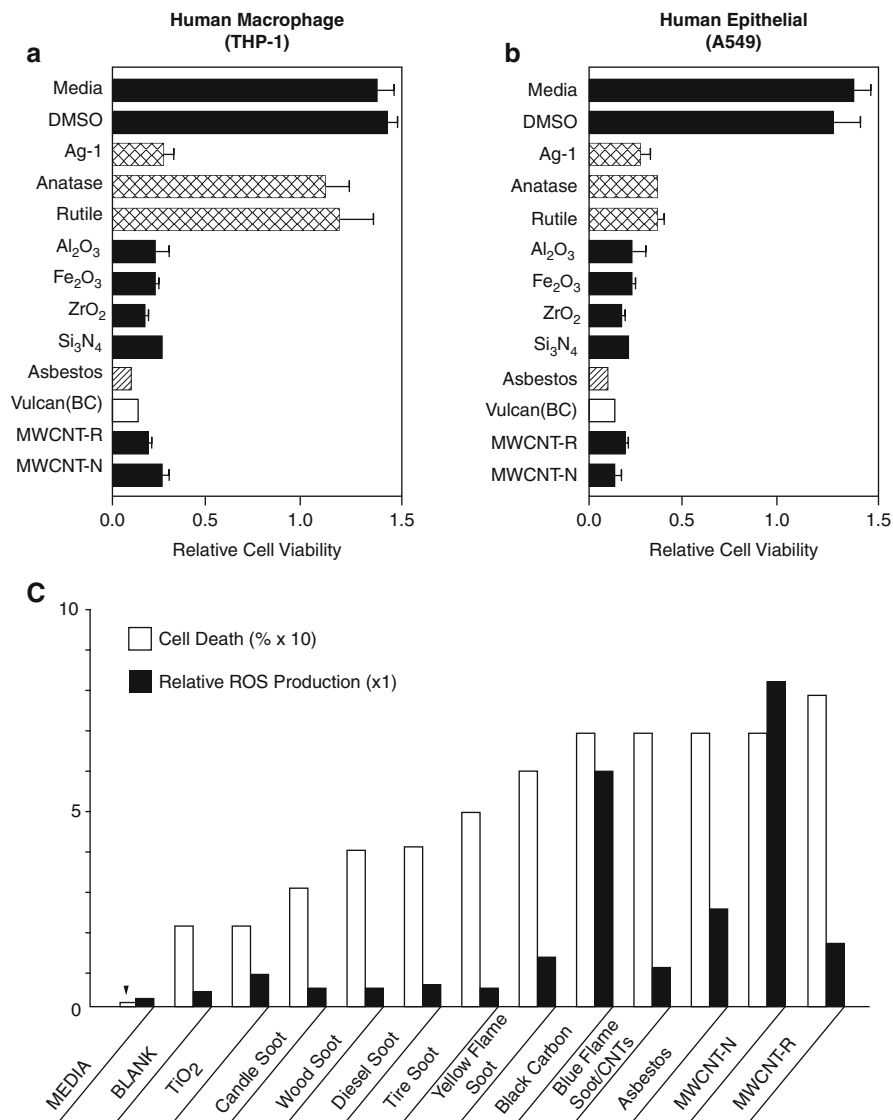 Human Macrophage
(THP-1)
a
Media
DMSO
Ag-1
Anatase
Rutile
Al₂O₃
Fe₂O₃
ZrO₂
Si₃N₄
Asbestos
Vulcan(BC)
MWCNT-R
MWCNT-N
0.0 0.5 1.0 1.5
Relative Cell Viability
Human Epithelial
(A549)
b
Media
DMSO
Ag-1
Anatase
Rutile
Al₂O₃
Fe₂O₃
ZrO₂
Si₃N₄
Asbestos
Vulcan(BC)
MWCNT-R
MWCNT-N
0.0 0.5 1.0 1.5
Relative Cell Viability
C
10
5
0
Cell Death (% x 10)
Relative ROS Production (x1)
MEDIA
BLANK
TiO₂
Candle Soot
Wood Soot
Diesel Soot
Tire Soot
Yellow Flame
Soot
Black Carbon
Blue Flame
Soot/CNTs
Asbestos
MWCNT-N
MWCNT-R